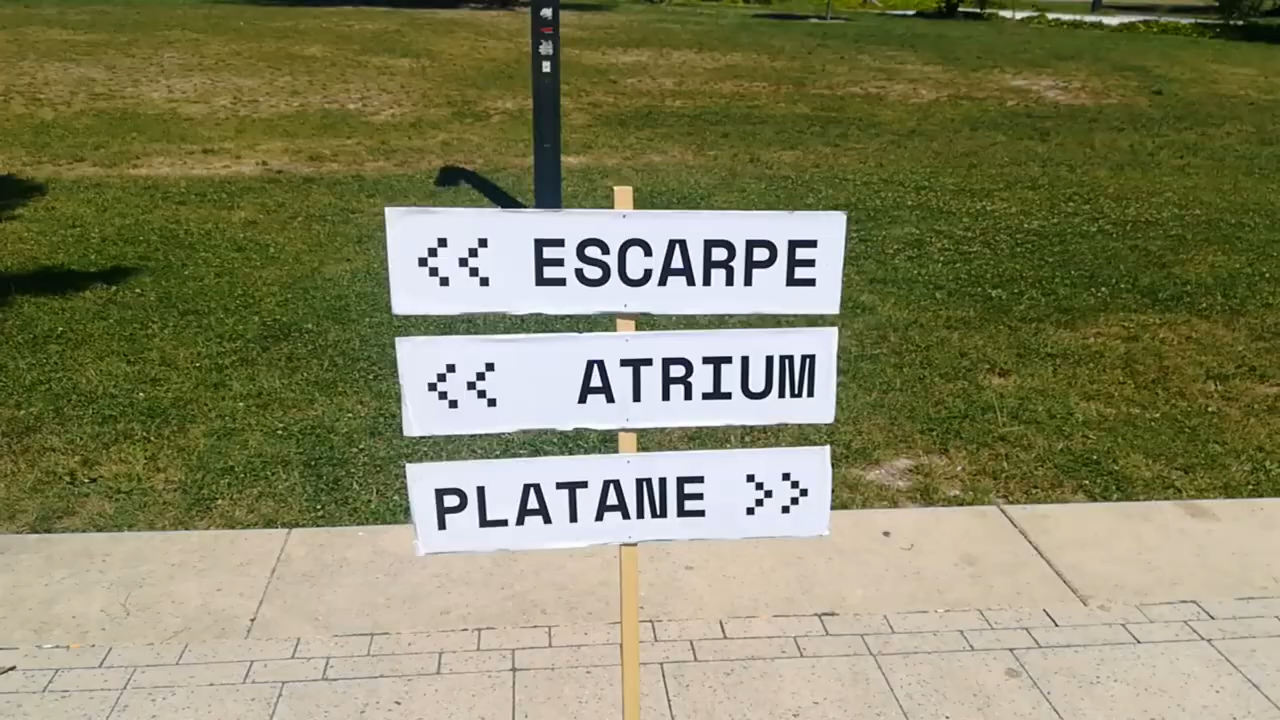 << ESCARPE
<< ATRIUM
PLATANE >>